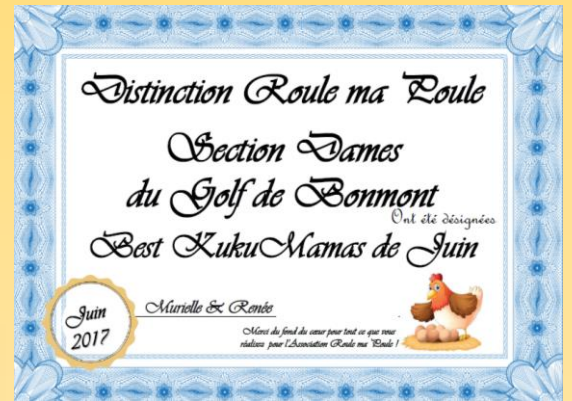 Distinction Roule ma Poule
Section Dames
du Golf de Bonmont
Ont été désignées
Best KukuMamas de Juin
Juin
2017
Murielle & Renée
Merci du fond du cœur pour tout ce que vous
réalisez pour l'Association Roule ma Poule !